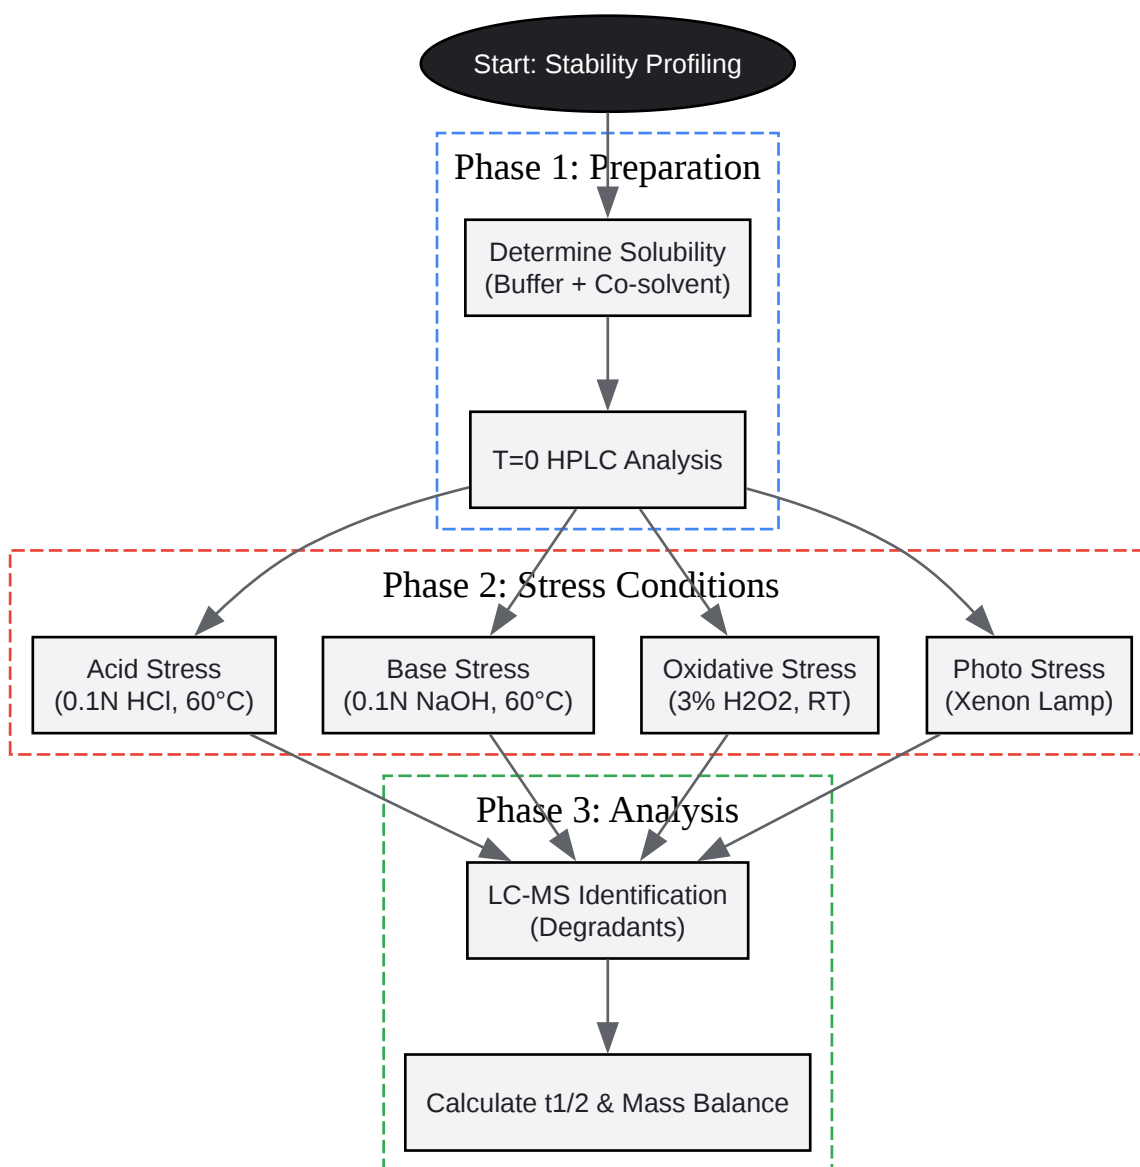 Start: Stability Profiling
Phase 1: Preparation
Determine Solubility
(Buffer + Co-solvent)
T=0 HPLC Analysis
Phase 2: Stress Conditions
Acid Stress
(0.1N HCl, 60°C)
Base Stress
(0.1N NaOH, 60°C)
Oxidative Stress
(3% H2O2, RT)
Photo Stress
(Xenon Lamp)
Phase 3: Analysis
LC-MS Identification
(Degradants)
Calculate t1/2 & Mass Balance